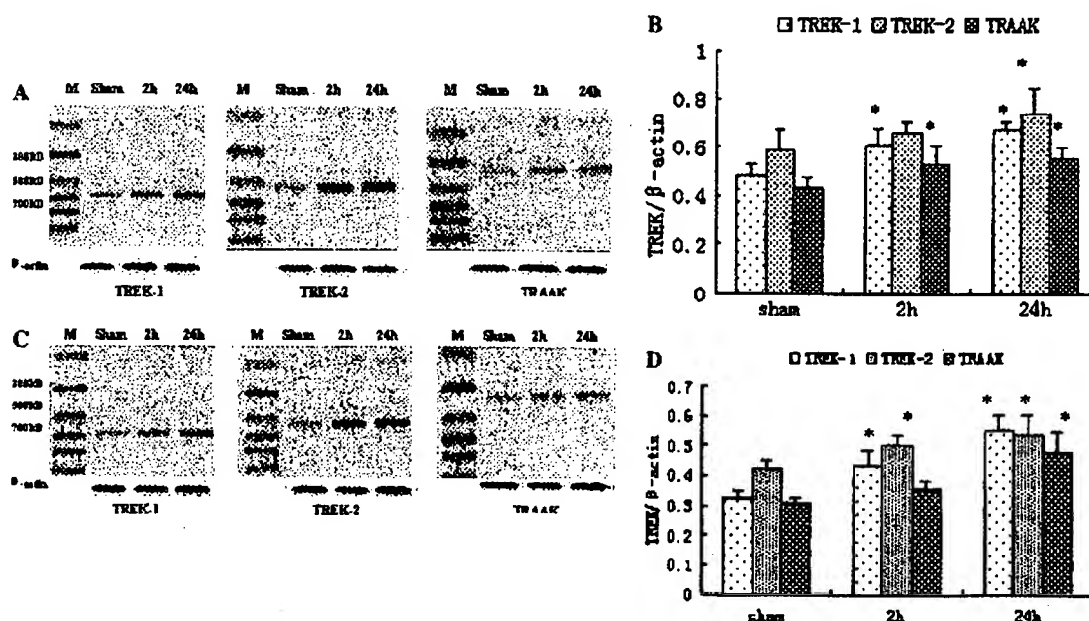 A
M Sham 2h 24h
M Sham 2h 24h
M Sham 2h 24h
700KD
β-actin
TREK-1
TREK-2
TRAAK
B
TREK-1 TREK-2 TRAAK
TREK/β-actin
1
0.8
0.6
0.4
0.2
0
* * * * *
sham 2h 24h
C
M Sham 2h 24h
M Sham 2h 24h
M Sham 2h 24h
700KD
β-actin
TREK-1
TREK-2
TRAAK
D
TREK-1 TREK-2 TRAAK
TREK/β-actin
0.7
0.6
0.5
0.4
0.3
0.2
0.1
0
* * * * *
sham 2h 24h